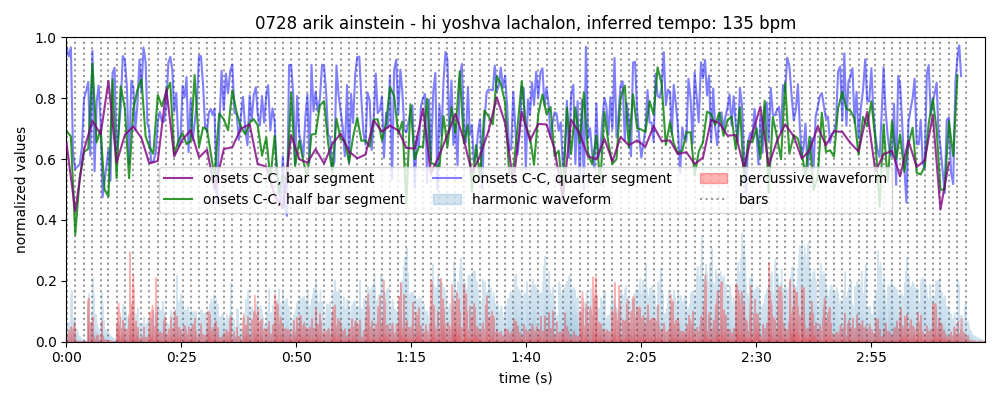 0728 arik ainstein - hi yoshva lachalon, inferred tempo: 135 bpm
1.0
0.8
0.6
0.4
0.2
0.0
normalized values
onsets C-C, bar segment
onsets C-C, half bar segment
onsets C-C, quarter segment
harmonic waveform
percussive waveform
bars
0:00 0:25 0:50 1:15 1:40 2:05 2:30 2:55
time (s)